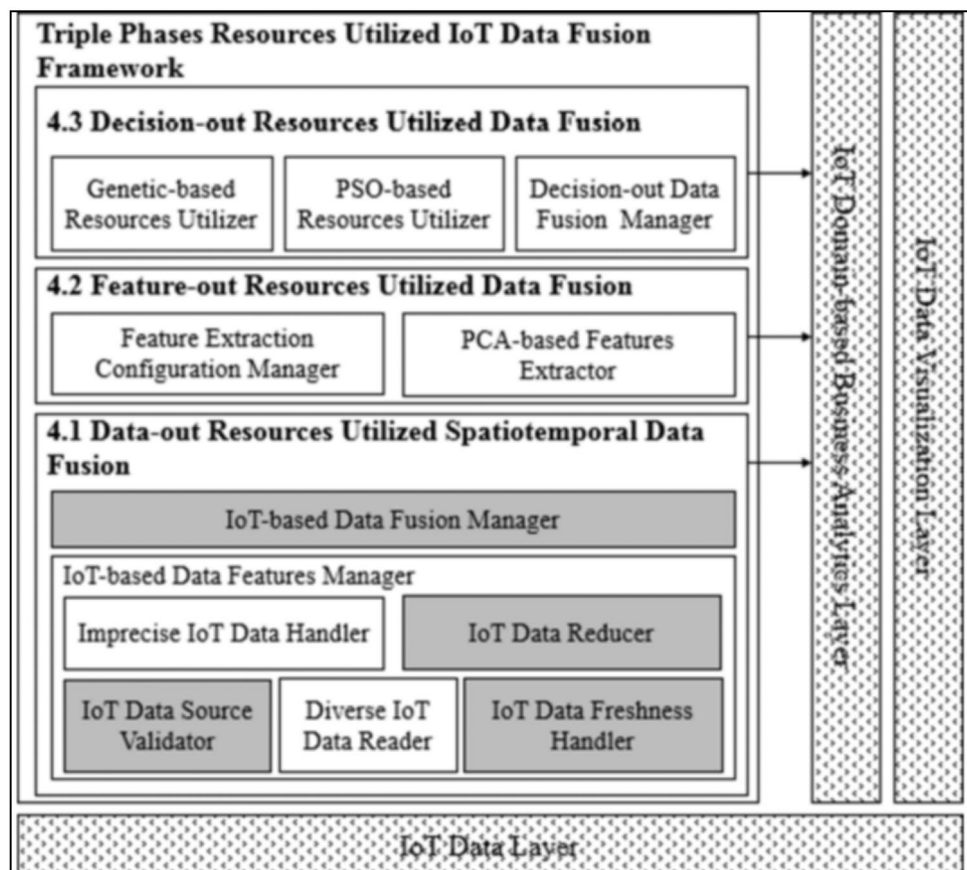 Triple Phases Resources Utilized IoT Data Fusion
Framework
4.3 Decision-out Resources Utilized Data Fusion
Genetic-based
Resources Utilizer
PSO-based
Resources Utilizer
Decision-out Data
Fusion Manager
4.2 Feature-out Resources Utilized Data Fusion
Feature Extraction
Configuration Manager
PCA-based Features
Extractor
4.1 Data-out Resources Utilized Spatiotemporal Data
Fusion
IoT-based Data Fusion Manager
IoT-based Data Features Manager
Imprecise IoT Data Handler
IoT Data Reducer
IoT Data Source
Validator
Diverse IoT
Data Reader
IoT Data Freshness
Handler
IoT Domain-based Business Analytics Layer
IoT Data Visualization Layer
IoT Data Layer